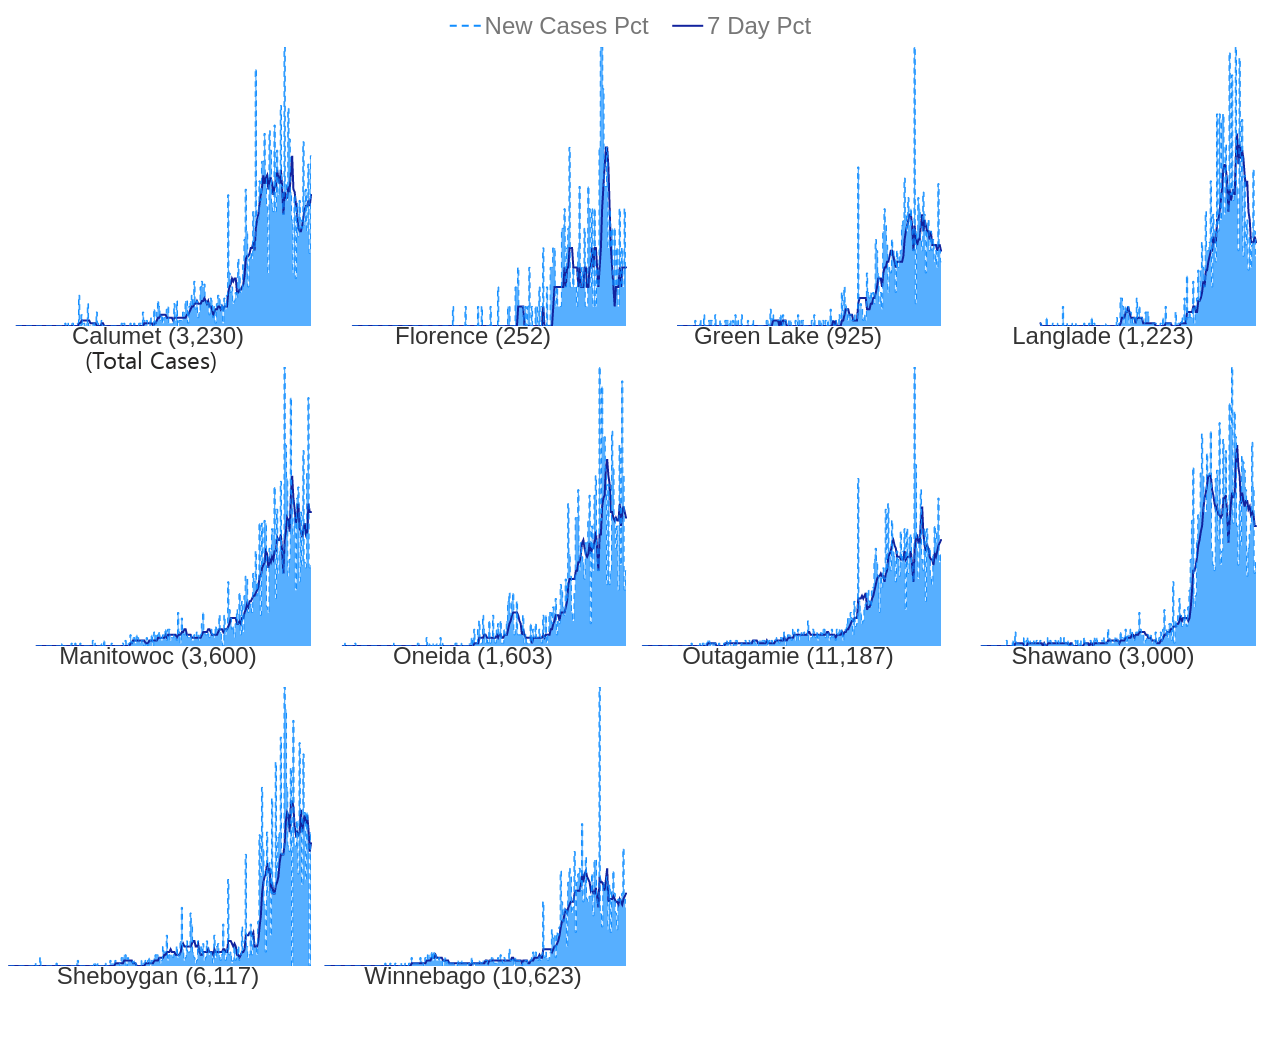 New Cases Pct 7 Day Pct
Calumet (3,230) Florence (252) Green Lake (925) Langlade (1,223)
(Total Cases)
Manitowoc (3,600) Oneida (1,603) Outagamie (11,187) Shawano (3,000)
Sheboygan (6,117) Winnebago (10,623)